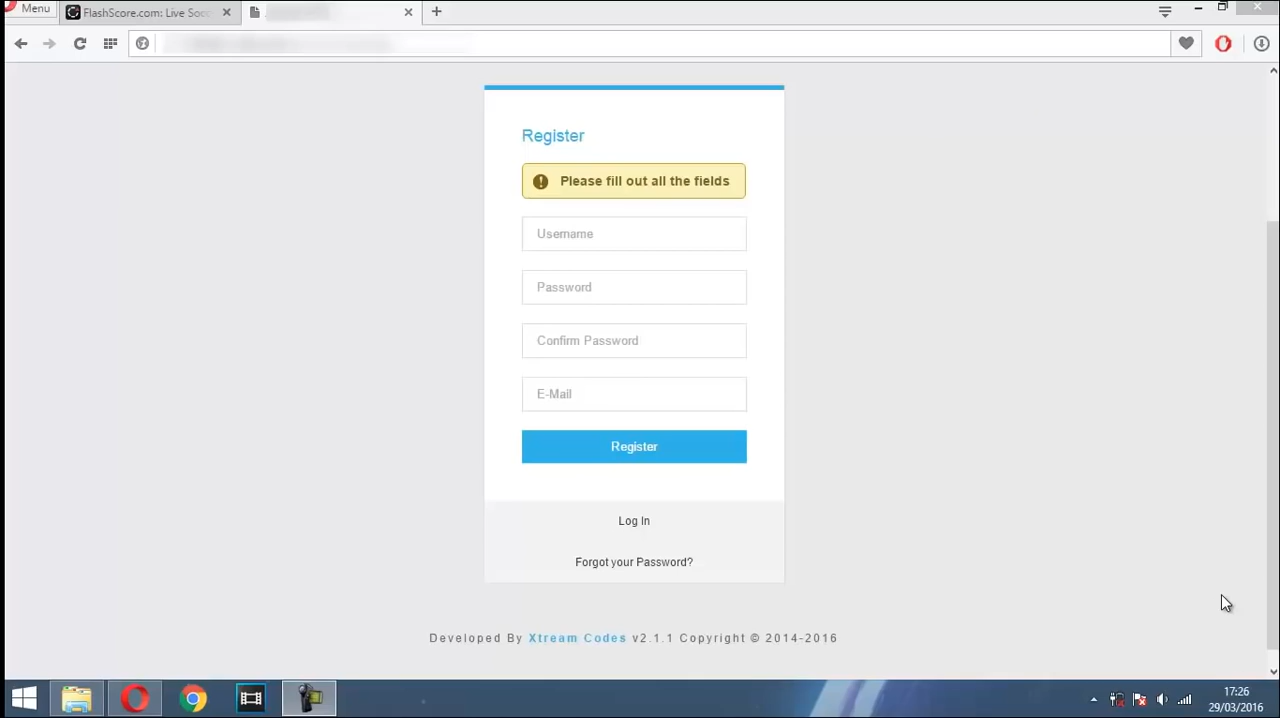 Menu
FlashScore.com: Live Soc
Register
Please fill out all the fields
Username
Password
Confirm Password
E-Mail
Register
Log In
Forgot your Password?
Developed By Xtream Codes v2.1.1 Copyright © 2014-2016
17:26
29/03/2016